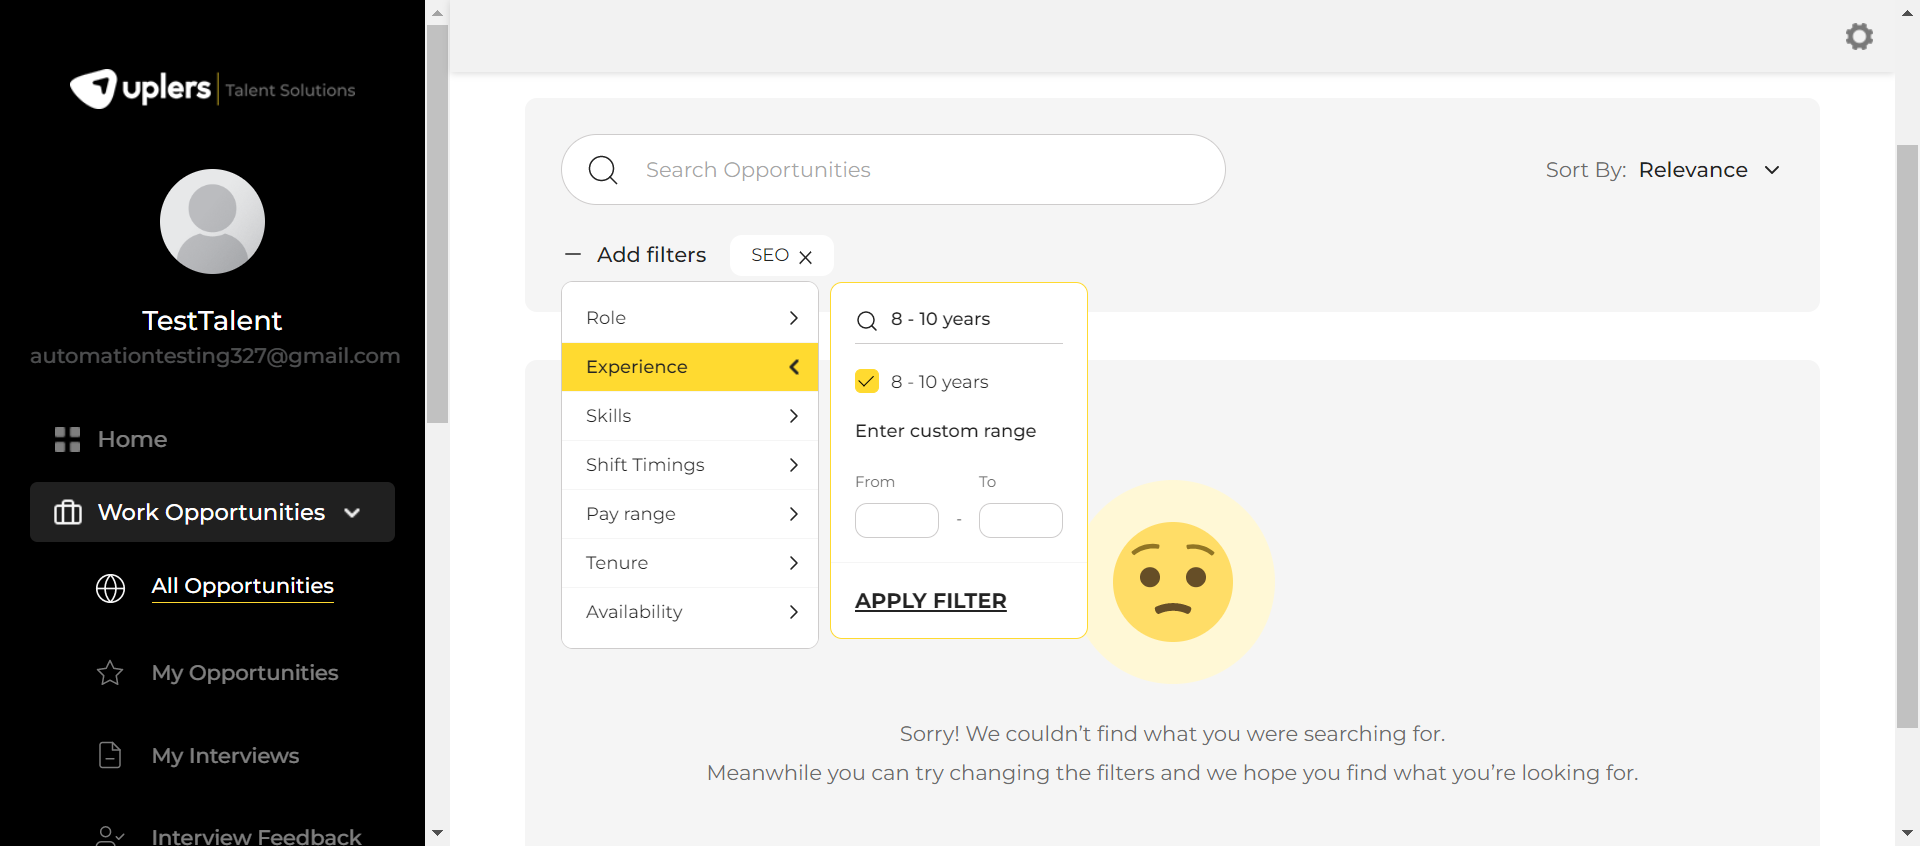 uplers | Talent Solutions
TestTalent
automationtesting327@gmail.com
Home
Work Opportunities
All Opportunities
My Opportunities
My Interviews
Interview Feedback
Search Opportunities
Sort By: Relevance
Add filters
SEO
Role
Experience
Skills
Shift Timings
Pay range
Tenure
Availability
8 - 10 years
8 - 10 years
Enter custom range
From To
-
APPLY FILTER
Sorry! We couldn’t find what you were searching for.
Meanwhile you can try changing the filters and we hope you find what you’re looking for.